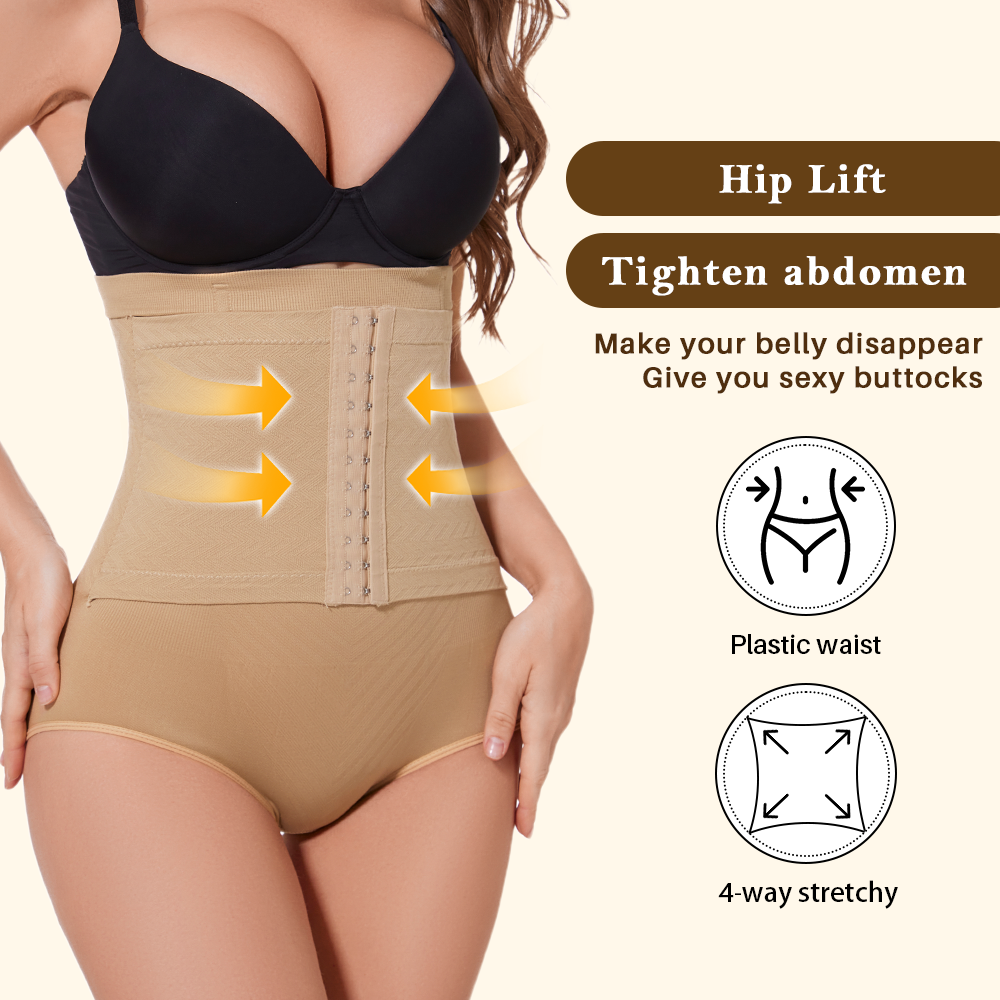 Hip Lift
Tighten abdomen
Make your belly disappear
Give you sexy buttocks
Plastic waist
4-way stretchy